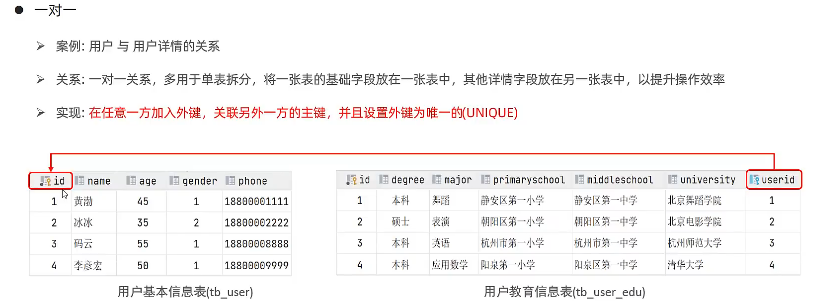 ● 一对一
➢ 案例: 用户 与 用户详情的关系
➢ 关系: 一对一关系，多用于单表拆分，将一张表的基础字段放在一张表中，其他详情字段放在另一张表中，以提升操作效率
➢ 实现: 在任意一方加入外键，关联另外一方的主键，并且设置外键为唯一的(UNIQUE)
id name age gender phone
1 黄渤 45 1 18800001111
2 冰冰 35 2 18800002222
3 码云 55 1 18800008888
4 李彦宏 50 1 18800009999
用户基本信息表(tb_user)
id degree major primaryschool middleschool university userid
1 本科 舞蹈 静安区第一小学 静安区第一中学 北京舞蹈学院 1
2 硕士 表演 朝阳区第一小学 朝阳区第一中学 北京电影学院 2
3 本科 英语 杭州市第一小学 杭州市第一中学 杭州师范大学 3
4 本科 应用数学 阳泉第一小学 阳泉区第一中学 清华大学 4
用户教育信息表(tb_user_edu)